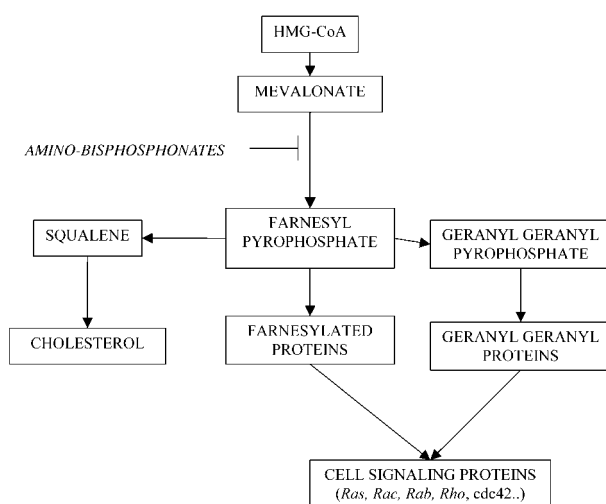 HMG-CoA
MEVALONATE
AMINO-BISPHOSPHONATES
FARNESYL
PYROPHOSPHATE
SQUALENE
GERANYL GERANYL
PYROPHOSPHATE
CHOLESTEROL
FARNESYLATED
PROTEINS
GERANYL GERANYL
PROTEINS
CELL SIGNALING PROTEINS
(Ras, Rac, Rab, Rho, cdc42..)